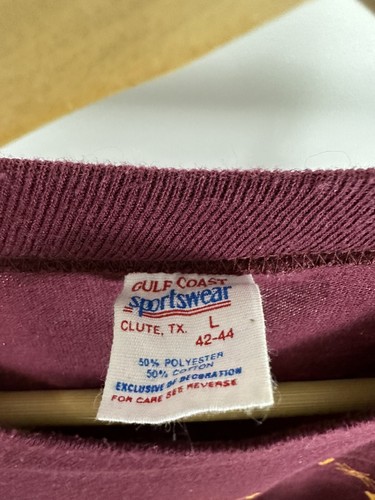 GULF COAST
sportswear
CLUTE, TX. L
42-44
50% POLYESTER
50% COTTON
EXCLUSIVE OF DECORATION
FOR CARE SEE REVERSE